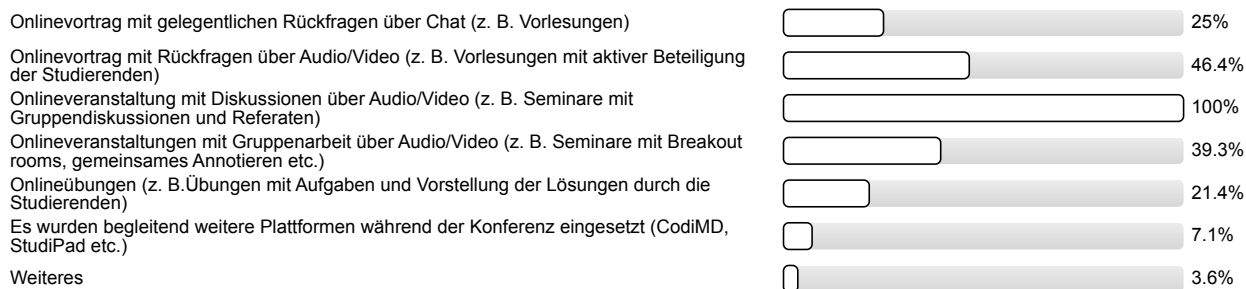 Onlinevortrag mit gelegentlichen Rückfragen über Chat (z. B. Vorlesungen)
25%
Onlinevortrag mit Rückfragen über Audio/Video (z. B. Vorlesungen mit aktiver Beteiligung
der Studierenden)
46.4%
Onlineveranstaltung mit Diskussionen über Audio/Video (z. B. Seminare mit
Gruppendiskussionen und Referaten)
100%
Onlineveranstaltungen mit Gruppenarbeit über Audio/Video (z. B. Seminare mit Breakout
rooms, gemeinsames Annotieren etc.)
39.3%
Onlineübungen (z. B.Übungen mit Aufgaben und Vorstellung der Lösungen durch die
Studierenden)
21.4%
Es wurden begleitend weitere Plattformen während der Konferenz eingesetzt (CodiMD,
StudiPad etc.)
7.1%
Weiteres
3.6%